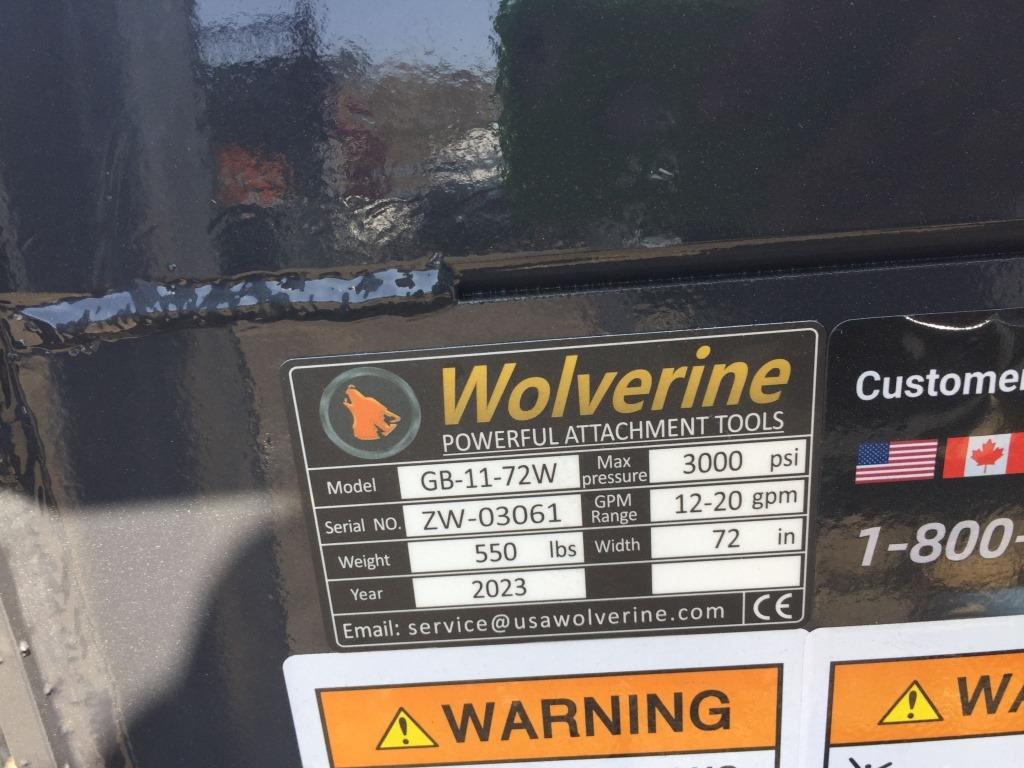 Wolverine
POWERFUL ATTACHMENT TOOLS
Model GB-11-72W Max pressure 3000 psi
Serial NO. ZW-03061 GPM Range 12-20 gpm
Weight 550 lbs Width 72 in
Year 2023
Email: service@usawolverine.com CE
Customer
1-800-
WARNING
WA